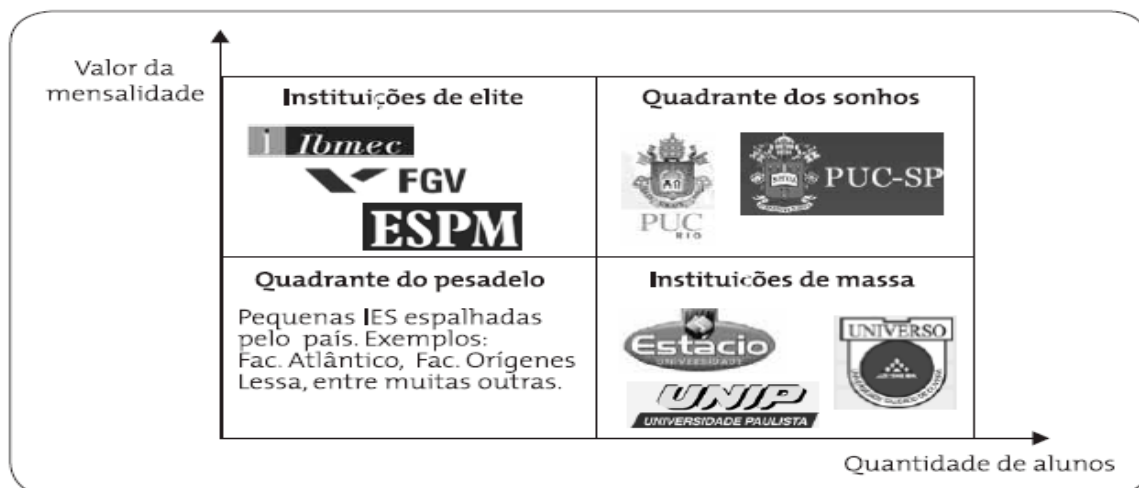 Valor da
mensalidade
Instituições de elite
i Ibmec
FGV
ESPM
Quadrante dos sonhos
PUC
RIO
PUC-SP
Quadrante do pesadelo
Pequenas IES espalhadas
pelo país. Exemplos:
Fac. Atlântico, Fac. Orígenes
Lessa, entre muitas outras.
Instituições de massa
Estacio
UNIVERSIDADE
UNIP
UNIVERSIDADE PAULISTA
UNIVERSO
Quantidade de alunos